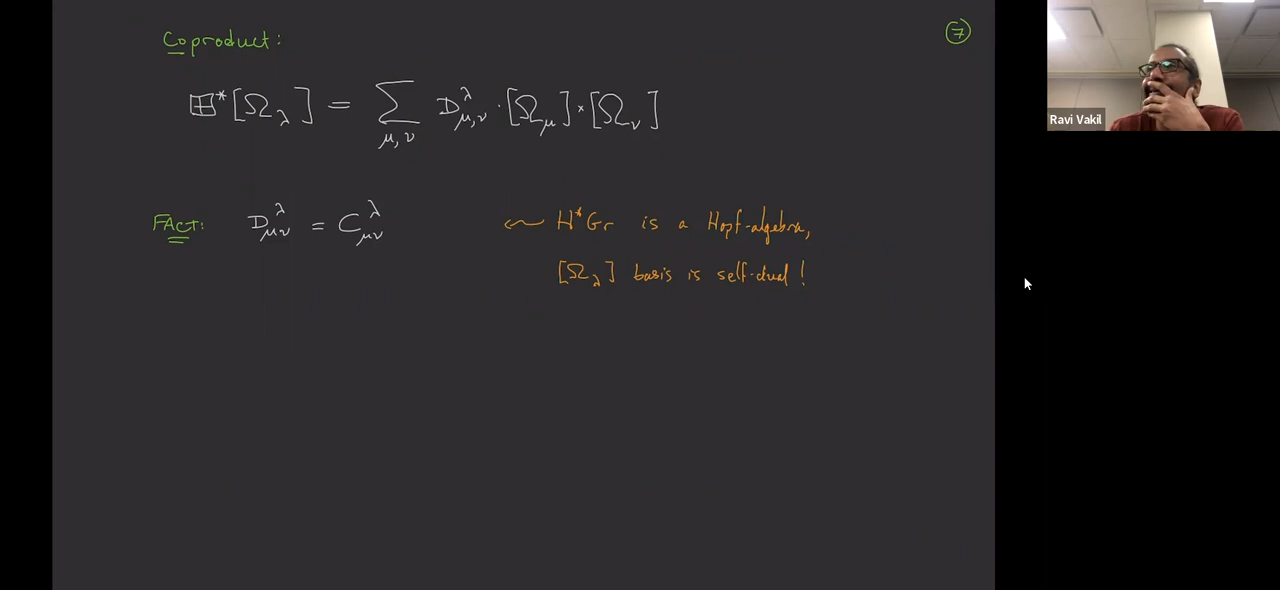 Coproduct:
⑦
⊞*[Ω_λ] = Σ_{μ,ν} D^λ_{μ,ν} · [Ω_μ] × [Ω_ν]
FACT: D^λ_{μν} = C^λ_{μν} ⇜ H*Gr is a Hopf-algebra,
[Ω_λ] basis is self-dual!
Ravi Vakil